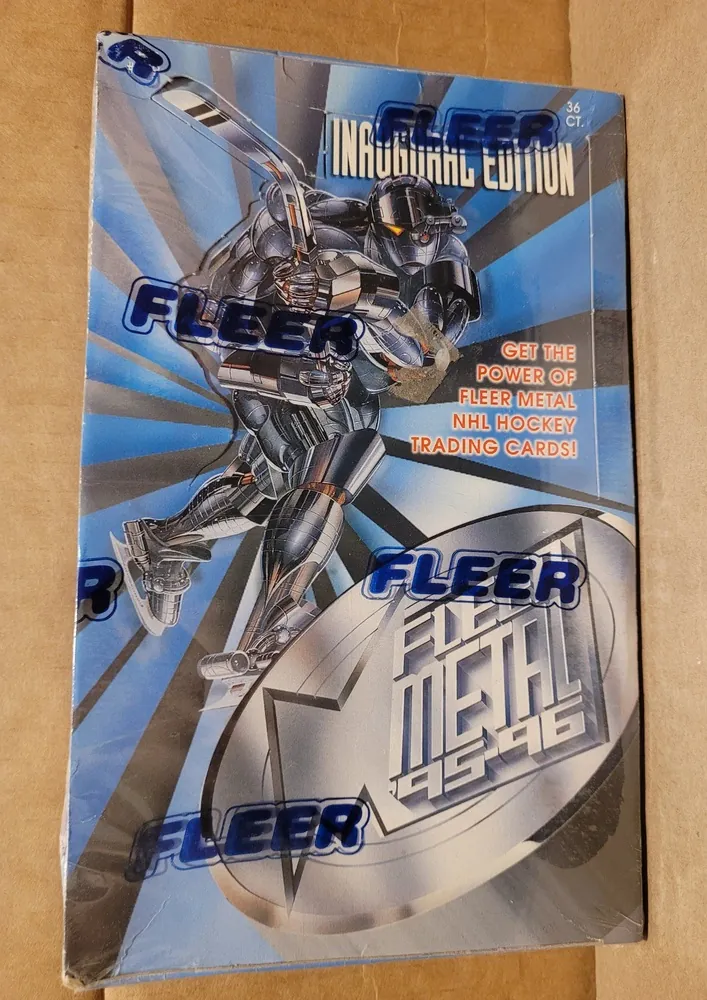 R
FLEER
36
CT.
INAUGURAL EDITION
FLEER
GET THE
POWER OF
FLEER METAL
NHL HOCKEY
TRADING CARDS!
FLEER
R
FLEER
METAL
'95-96
FLEER